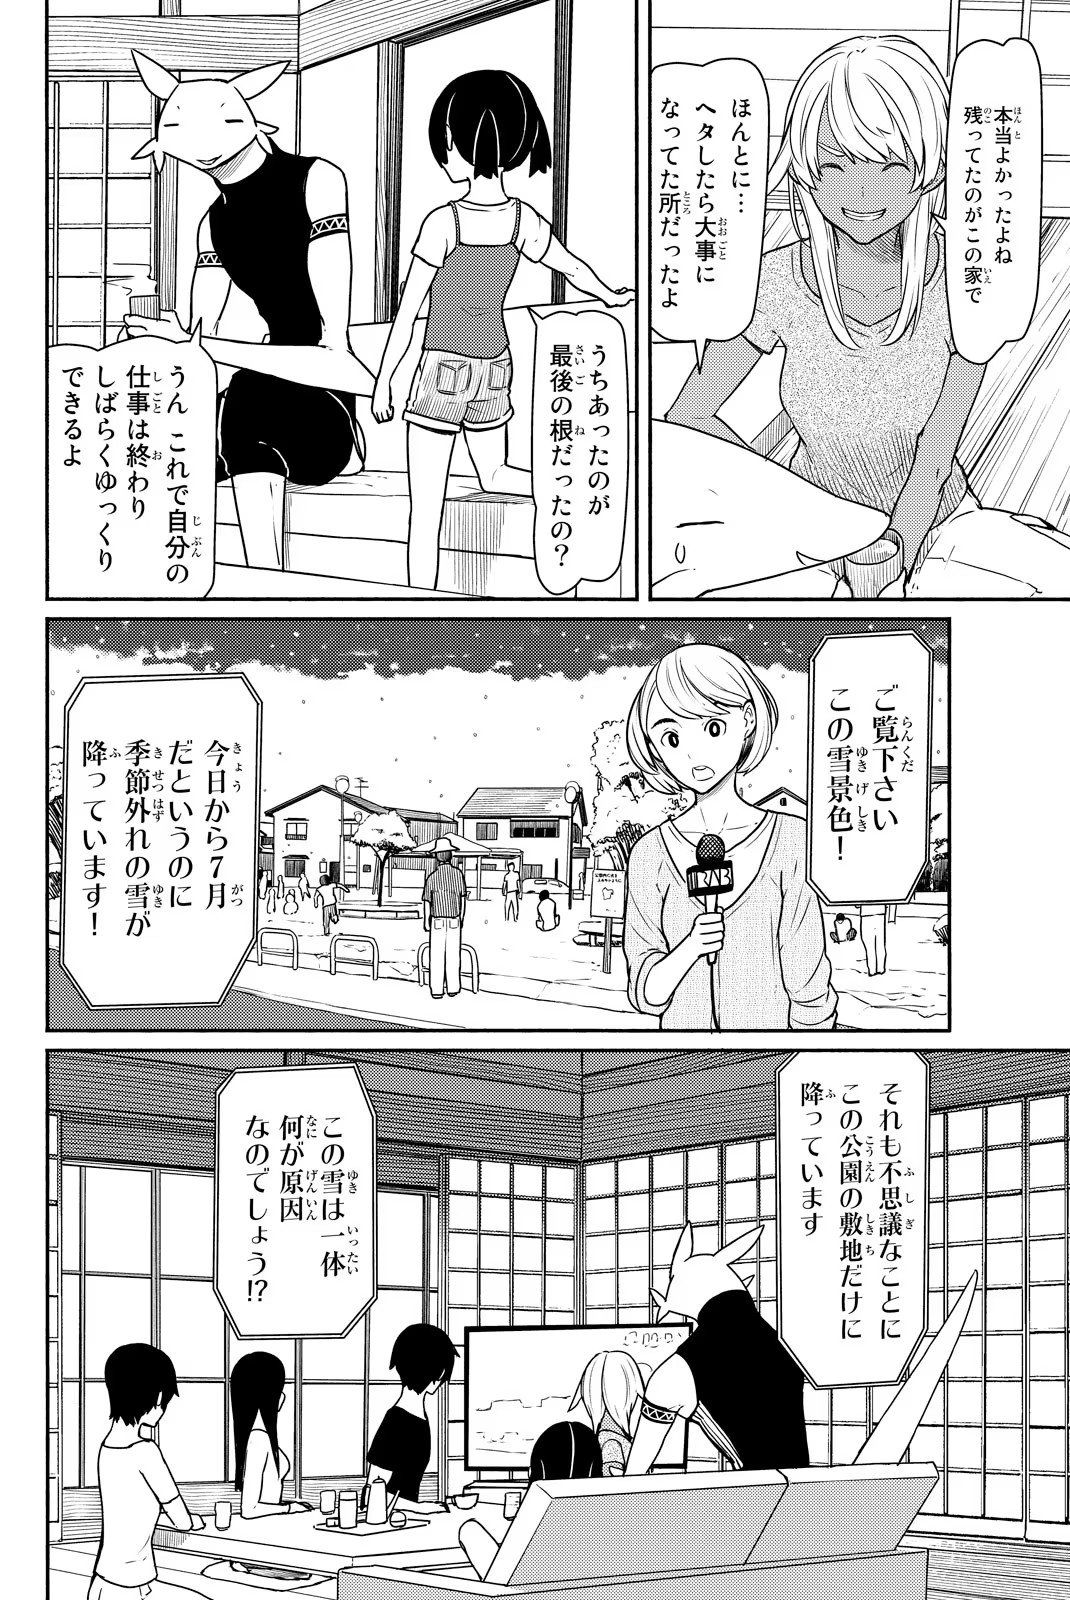 本当よかったよね
残ってたのがこの家で
ほんとに…
ヘタしたら大事に
なってた所だったよ
うちあったのが
最後の根だったの？
うん これで自分の
仕事は終わり
しばらくゆっくり
できるよ
ご覧下さい
この雪景色！
今日から7月
だというのに
季節外れの雪が
降っています！
それも不思議なことに
この公園の敷地だけに
降っています
この雪は一体
何が原因
なのでしょう!?